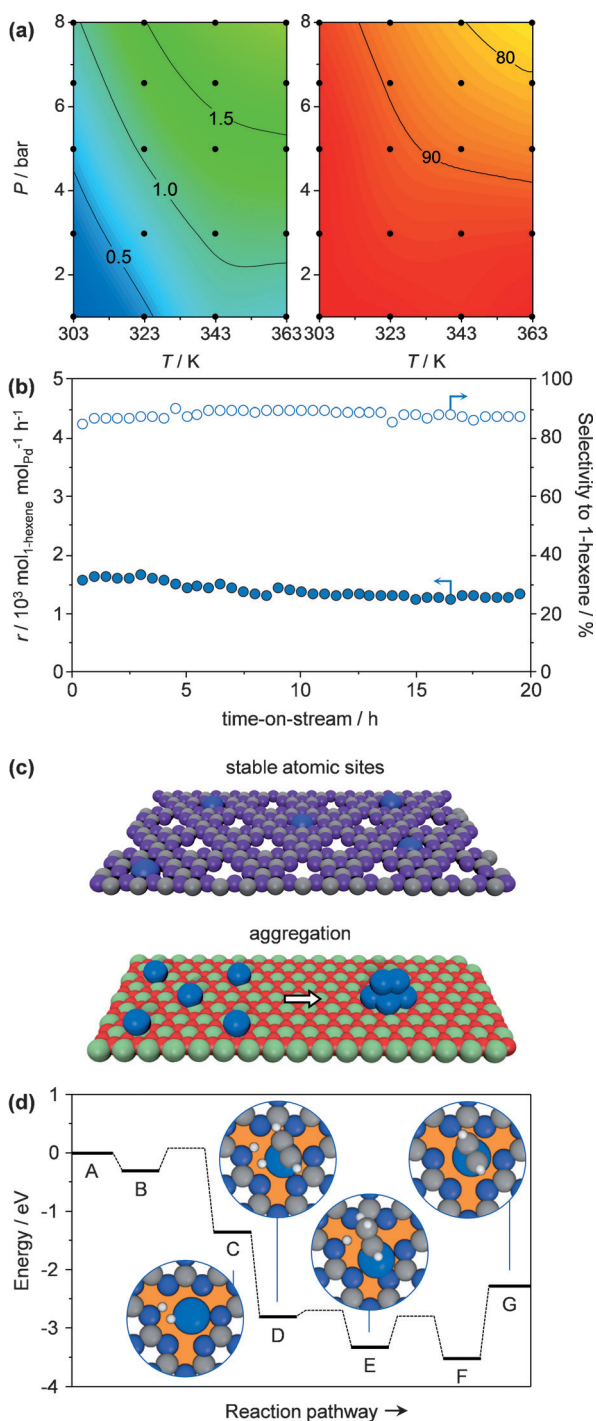 (a)
8
6
4
2
P / bar
0.5
1.0
1.5
80
90
303 323 343 363 303 323 343 363
T / K T / K
(b)
5
4
3
2
1
0
r / 10³ mol1-hexene molPd⁻¹ h⁻¹
100
80
60
40
20
0
Selectivity to 1-hexene / %
0 5 10 15 20
time-on-stream / h
(c)
stable atomic sites
aggregation
(d)
1
0
-1
-2
-3
-4
Energy / eV
A
B
C
D
E
F
G
Reaction pathway →